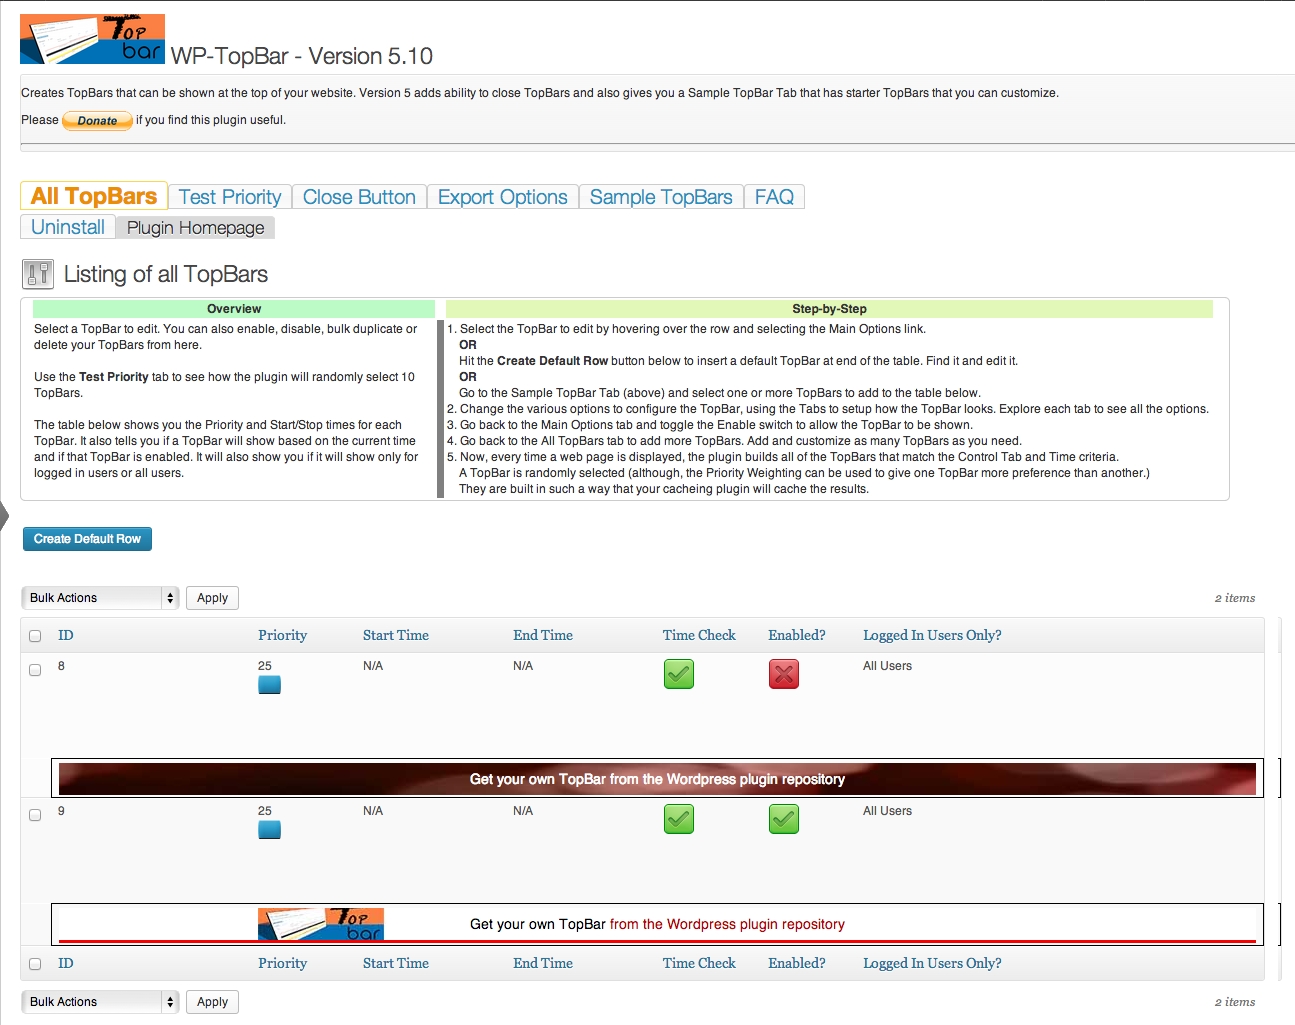 Top
bar
WP-TopBar - Version 5.10
Creates TopBars that can be shown at the top of your website. Version 5 adds ability to close TopBars and also gives you a Sample TopBar Tab that has starter TopBars that you can customize.
Please Donate if you find this plugin useful.
All TopBars Test Priority Close Button Export Options Sample TopBars FAQ
Uninstall Plugin Homepage
Listing of all TopBars
Overview
Select a TopBar to edit. You can also enable, disable, bulk duplicate or
delete your TopBars from here.
Use the Test Priority tab to see how the plugin will randomly select 10
TopBars.
The table below shows you the Priority and Start/Stop times for each
TopBar. It also tells you if a TopBar will show based on the current time
and if that TopBar is enabled. It will also show you if it will show only for
logged in users or all users.
Step-by-Step
1. Select the TopBar to edit by hovering over the row and selecting the Main Options link.
OR
Hit the Create Default Row button below to insert a default TopBar at end of the table. Find it and edit it.
OR
Go to the Sample TopBar Tab (above) and select one or more TopBars to add to the table below.
2. Change the various options to configure the TopBar, using the Tabs to setup how the TopBar looks. Explore each tab to see all the options.
3. Go back to the Main Options tab and toggle the Enable switch to allow the TopBar to be shown.
4. Go back to the All TopBars tab to add more TopBars. Add and customize as many TopBars as you need.
5. Now, every time a web page is displayed, the plugin builds all of the TopBars that match the Control Tab and Time criteria.
A TopBar is randomly selected (although, the Priority Weighting can be used to give one TopBar more preference than another.)
They are built in such a way that your cacheing plugin will cache the results.
Create Default Row
Bulk Actions Apply 2 items
ID Priority Start Time End Time Time Check Enabled? Logged In Users Only?
8 25 N/A N/A All Users
Get your own TopBar from the Wordpress plugin repository
9 25 N/A N/A All Users
Top
bar
Get your own TopBar from the Wordpress plugin repository
ID Priority Start Time End Time Time Check Enabled? Logged In Users Only?
Bulk Actions Apply 2 items